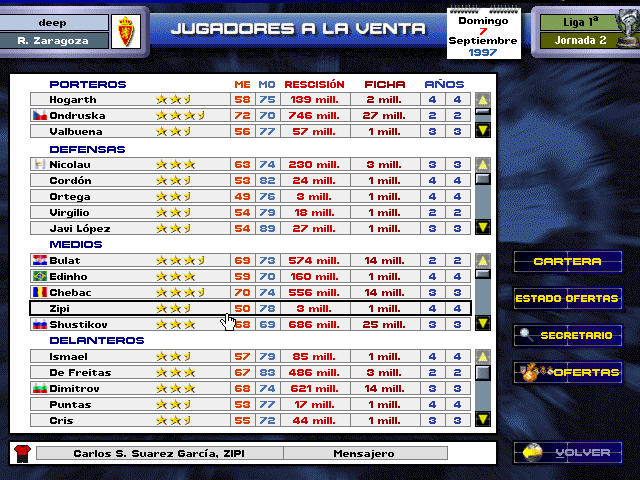 deep
R. Zaragoza
JUGADORES A LA VENTA
Domingo
7
Septiembre
1997
Liga 1ª
Jornada 2
PORTEROS ME MO RESCISIÓN FICHA AÑOS
Hogarth 58 75 139 mill. 2 mill. 4 4
Ondruska 72 70 746 mill. 27 mill. 2 2
Valbuena 56 77 57 mill. 1 mill. 3 3
DEFENSAS
Nicolau 63 74 230 mill. 3 mill. 3 3
Cordón 53 82 24 mill. 1 mill. 4 4
Ortega 49 76 3 mill. 1 mill. 4 4
Virgilio 54 79 18 mill. 1 mill. 2 2
Javi López 54 89 27 mill. 1 mill. 3 3
MEDIOS
Bulat 69 73 574 mill. 14 mill. 2 2
Edinho 59 70 160 mill. 1 mill. 4 4
Chebac 70 74 556 mill. 14 mill. 3 3
Zipi 50 78 3 mill. 1 mill. 4 4
Shustikov 68 69 686 mill. 25 mill. 3 3
DELANTEROS
Ismael 57 79 85 mill. 1 mill. 4 4
De Freitas 67 83 486 mill. 3 mill. 2 2
Dimitrov 68 74 621 mill. 14 mill. 3 3
Puntas 53 77 17 mill. 1 mill. 4 4
Cris 55 72 44 mill. 1 mill. 3 3
CARTERA
ESTADO OFERTAS
SECRETARIO
OFERTAS
VOLVER
Carlos S. Suarez García, ZIPI Mensajero